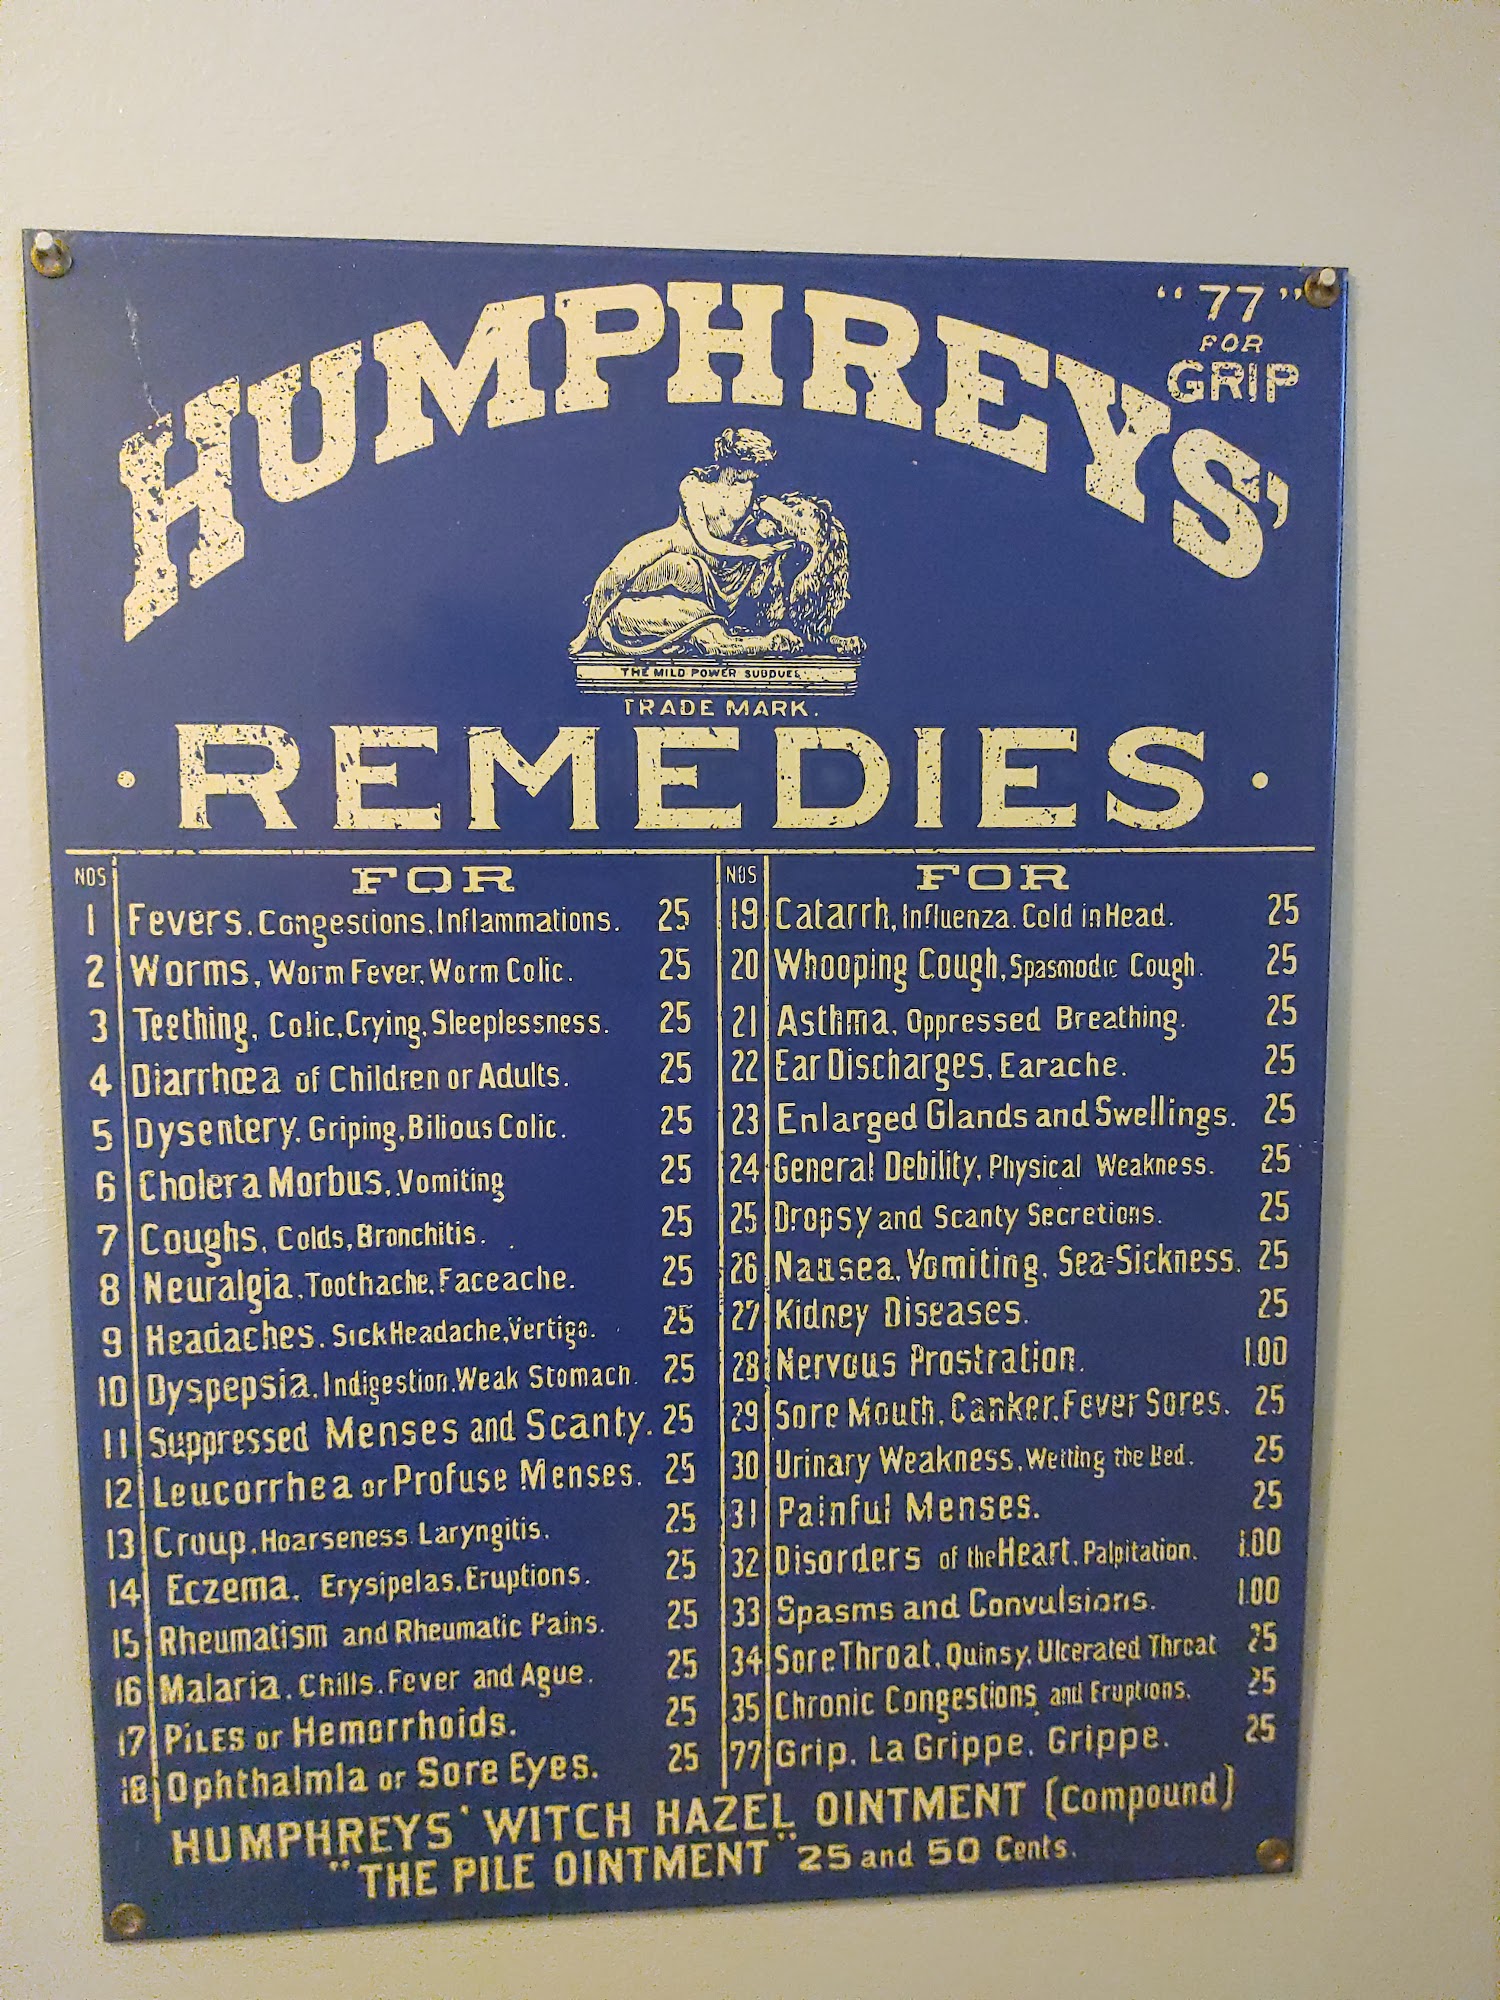 "77"
FOR
GRIP
HUMPHREYS'
THE MILD POWER SUBDUES
TRADE MARK.
· REMEDIES ·
NOS FOR
1 Fevers, Congestions, Inflammations. 25
2 Worms, Worm Fever, Worm Colic. 25
3 Teething, Colic, Crying, Sleeplessness. 25
4 Diarrhœa of Children or Adults. 25
5 Dysentery, Griping, Bilious Colic. 25
6 Cholera Morbus, Vomiting 25
7 Coughs, Colds, Bronchitis. 25
8 Neuralgia, Toothache, Faceache. 25
9 Headaches, Sick Headache, Vertigo. 25
10 Dyspepsia, Indigestion, Weak Stomach. 25
11 Suppressed Menses and Scanty. 25
12 Leucorrhea or Profuse Menses. 25
13 Croup, Hoarseness Laryngitis. 25
14 Eczema, Erysipelas, Eruptions. 25
15 Rheumatism and Rheumatic Pains. 25
16 Malaria, Chills, Fever and Ague. 25
17 PILES or Hemorrhoids. 25
18 Ophthalmia or Sore Eyes. 25
NOS FOR
19 Catarrh, Influenza, Cold in Head. 25
20 Whooping Cough, Spasmodic Cough. 25
21 Asthma, Oppressed Breathing. 25
22 Ear Discharges, Earache. 25
23 Enlarged Glands and Swellings. 25
24 General Debility, Physical Weakness. 25
25 Dropsy and Scanty Secretions. 25
26 Nausea, Vomiting, Sea-Sickness. 25
27 Kidney Diseases. 25
28 Nervous Prostration. 1.00
29 Sore Mouth, Canker, Fever Sores. 25
30 Urinary Weakness, Wetting the Bed. 25
31 Painful Menses. 25
32 Disorders of the Heart, Palpitation. 1.00
33 Spasms and Convulsions. 1.00
34 Sore Throat, Quinsy, Ulcerated Throat 25
35 Chronic Congestions and Eruptions. 25
77 Grip, La Grippe, Grippe. 25
HUMPHREYS' WITCH HAZEL OINTMENT (Compound)
"THE PILE OINTMENT" 25 and 50 Cents.